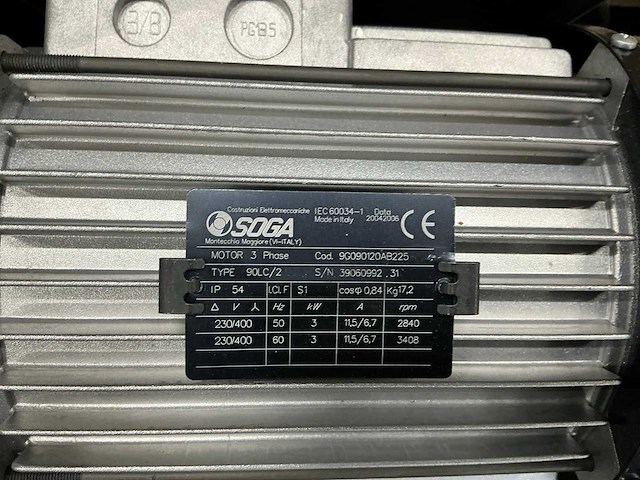 3/8 PG13.5
Costruzioni Elettromeccaniche IEC 60034-1 Data
Made in Italy 20042006
SOGA CE
Montecchio Maggiore (VI-ITALY)
MOTOR 3 Phase Cod. 9G090120AB225
TYPE 90LC/2 S/N 39060992 .31
IP 54 I.CL F S1 cosφ 0,84 Kg 17,2
Δ V Y Hz kW A rpm
230/400 50 3 11,5/6,7 2840
230/400 60 3 11,5/6,7 3408